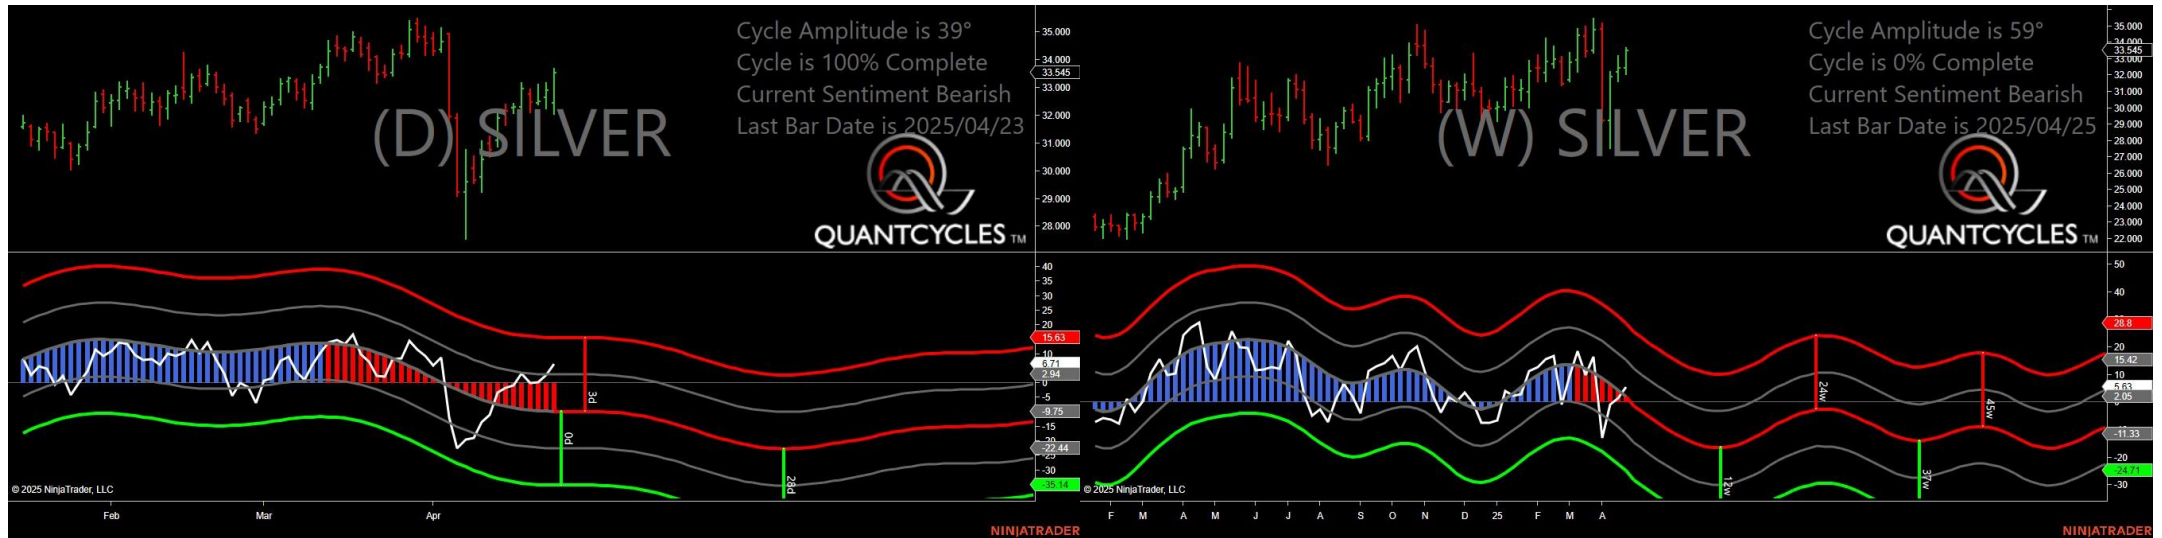 Cycle Amplitude is 39°
Cycle is 100% Complete
Current Sentiment Bearish
Last Bar Date is 2025/04/23
(D) SILVER
QUANTCYCLES TM
35.000
34.000
33.545
33.000
32.000
31.000
30.000
29.000
28.000
40
35
30
25
20
15.63
10
6.71
2.94
0
-5
-9.75
-15
-22.44
-30
-35.14
3d
0d
28d
© 2025 NinjaTrader, LLC
Feb Mar Apr
NINJATRADER
Cycle Amplitude is 59°
Cycle is 0% Complete
Current Sentiment Bearish
Last Bar Date is 2025/04/25
(W) SILVER
QUANTCYCLES TM
35.000
34.000
33.545
33.000
32.000
31.000
30.000
29.000
28.000
27.000
26.000
25.000
24.000
23.000
22.000
50
40
28.8
20
15.42
10
5.63
2.05
-11.33
-20
-24.71
-30
24w
45w
12w
37w
© 2025 NinjaTrader, LLC
F M A M J J A S O N D 25 F M A
NINJATRADER